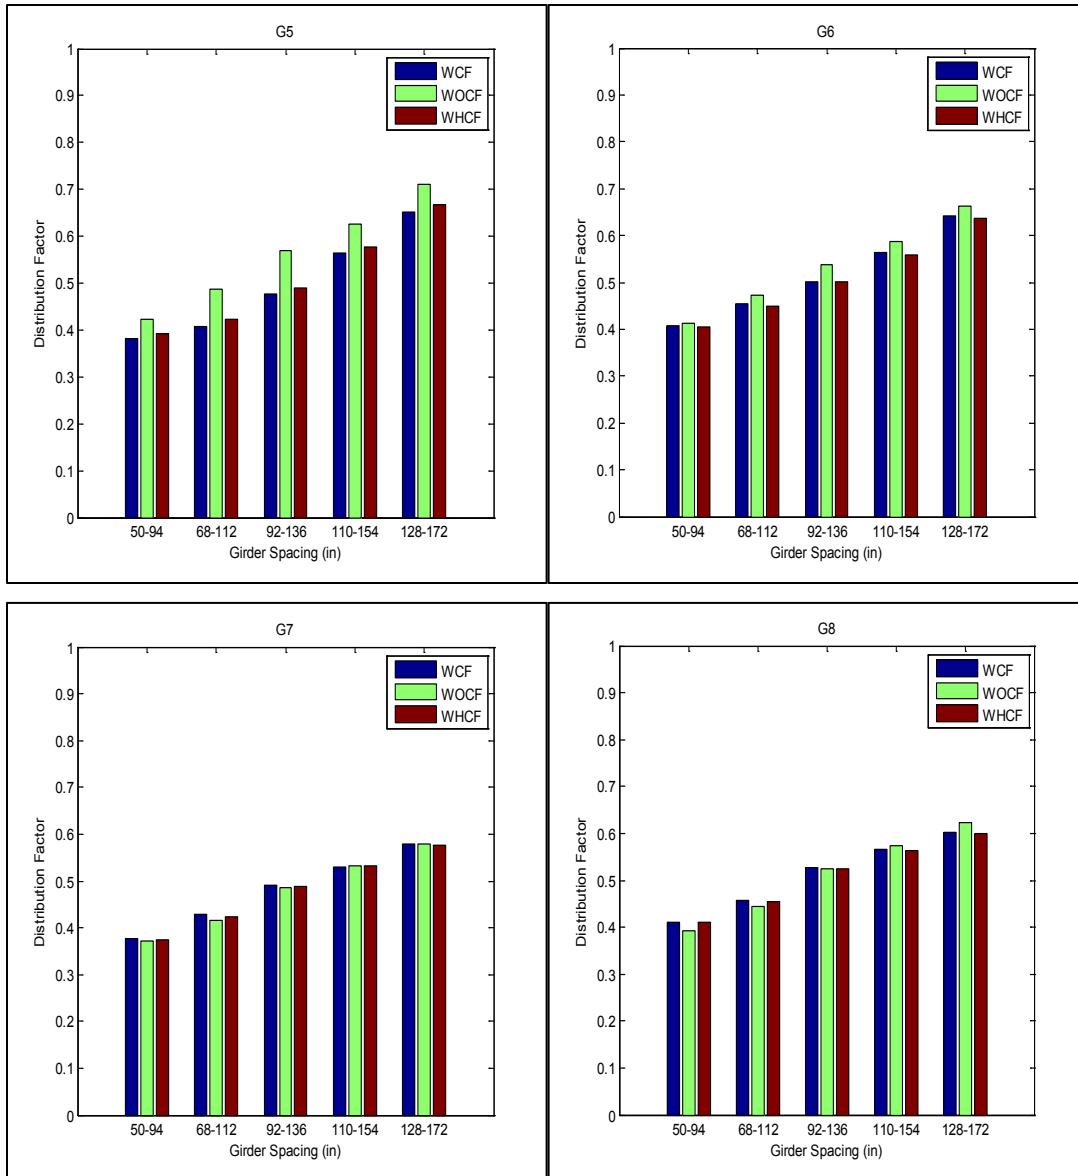 G5
1
0.9
0.8
0.7
0.6
0.5
0.4
0.3
0.2
0.1
0
Distribution Factor
WCF
WOCF
WHCF
50-94 68-112 92-136 110-154 128-172
Girder Spacing (in)
G6
1
0.9
0.8
0.7
0.6
0.5
0.4
0.3
0.2
0.1
0
Distribution Factor
WCF
WOCF
WHCF
50-94 68-112 92-136 110-154 128-172
Girder Spacing (in)
G7
1
0.9
0.8
0.7
0.6
0.5
0.4
0.3
0.2
0.1
0
Distribution Factor
WCF
WOCF
WHCF
50-94 68-112 92-136 110-154 128-172
Girder Spacing (in)
G8
1
0.9
0.8
0.7
0.6
0.5
0.4
0.3
0.2
0.1
0
Distribution Factor
WCF
WOCF
WHCF
50-94 68-112 92-136 110-154 128-172
Girder Spacing (in)